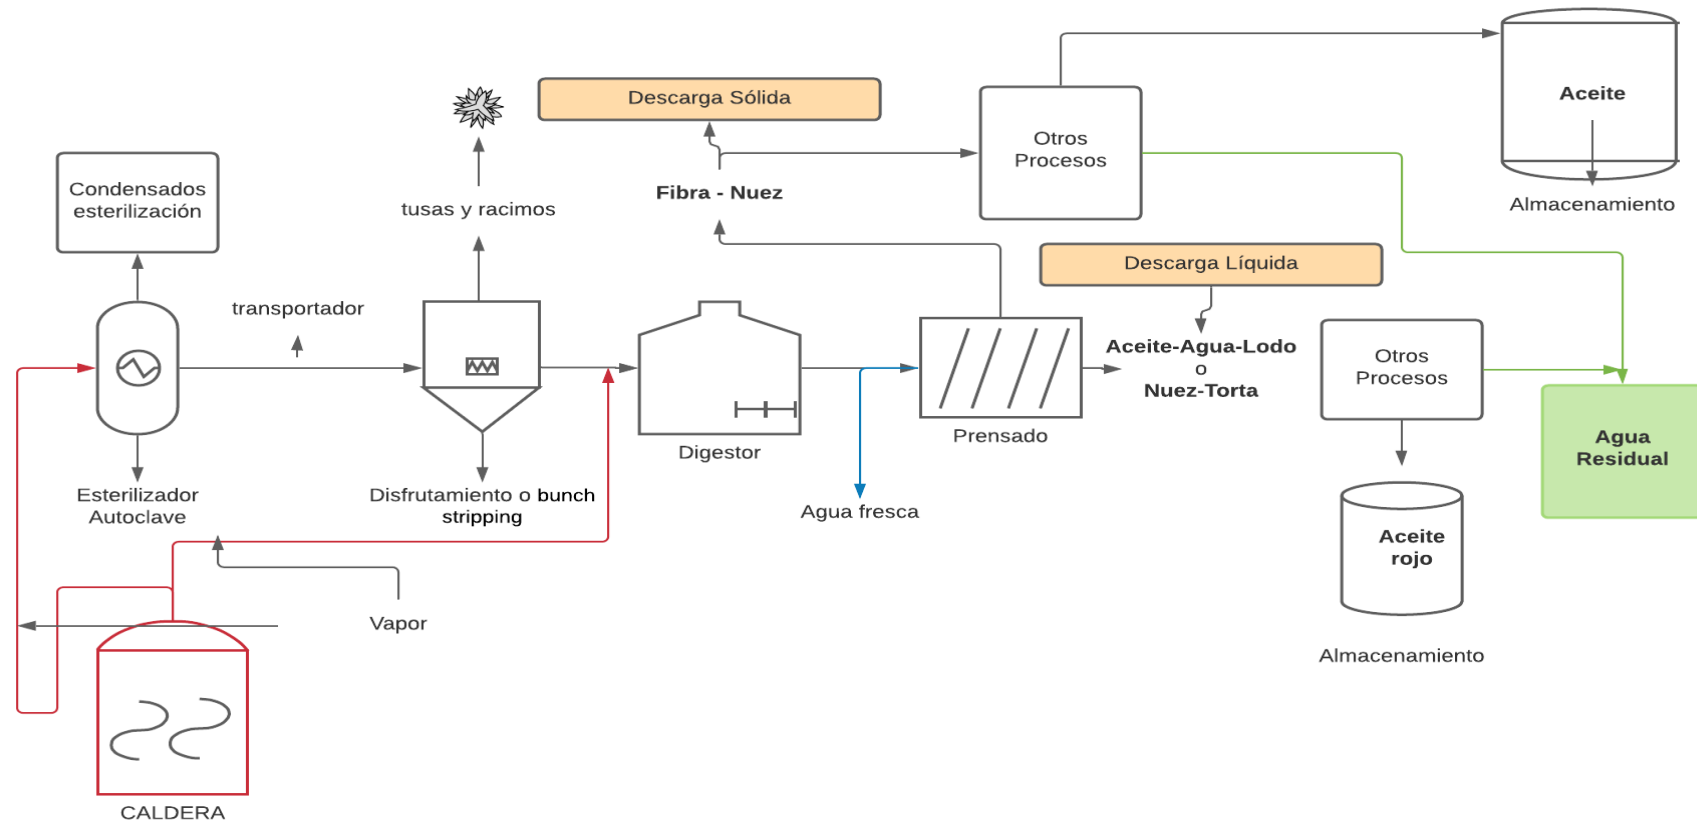 Aceite
Almacenamiento
Descarga Sólida
Otros
Procesos
Condensados
esterilización
tusas y racimos
Fibra - Nuez
Descarga Líquida
transportador
Aceite-Agua-Lodo
o
Nuez-Torta
Otros
Procesos
Agua
Residual
Digestor
Prensado
Esterilizador
Autoclave
Disfrutamiento o bunch
stripping
Agua fresca
Aceite
rojo
Vapor
Almacenamiento
CALDERA